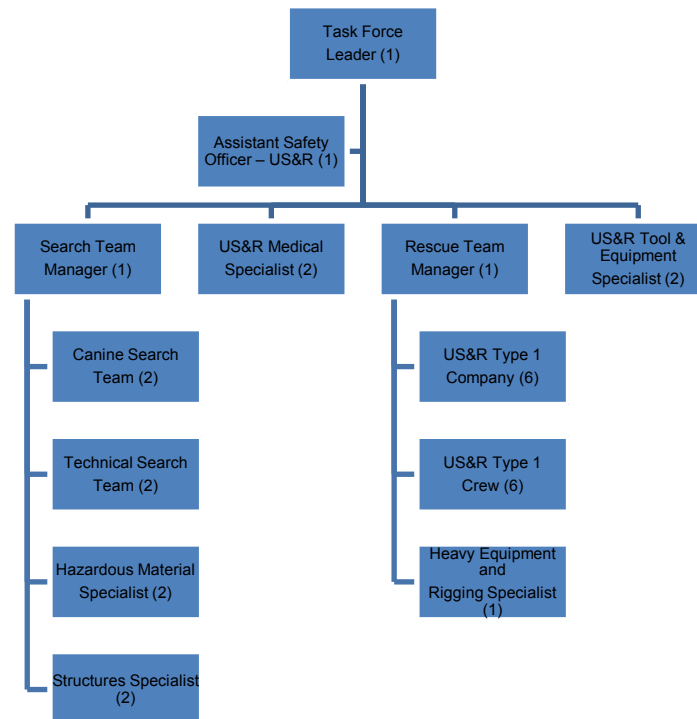 Task Force
Leader (1)
Assistant Safety
Officer – US&R (1)
Search Team
Manager (1)
US&R Medical
Specialist (2)
Rescue Team
Manager (1)
US&R Tool &
Equipment
Specialist (2)
Canine Search
Team (2)
Technical Search
Team (2)
Hazardous Material
Specialist (2)
Structures Specialist
(2)
US&R Type 1
Company (6)
US&R Type 1
Crew (6)
Heavy Equipment
and
Rigging Specialist
(1)